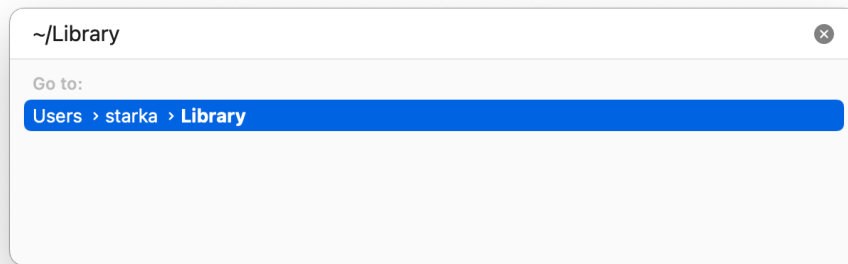 ~/Library
Go to:
Users › starka › Library